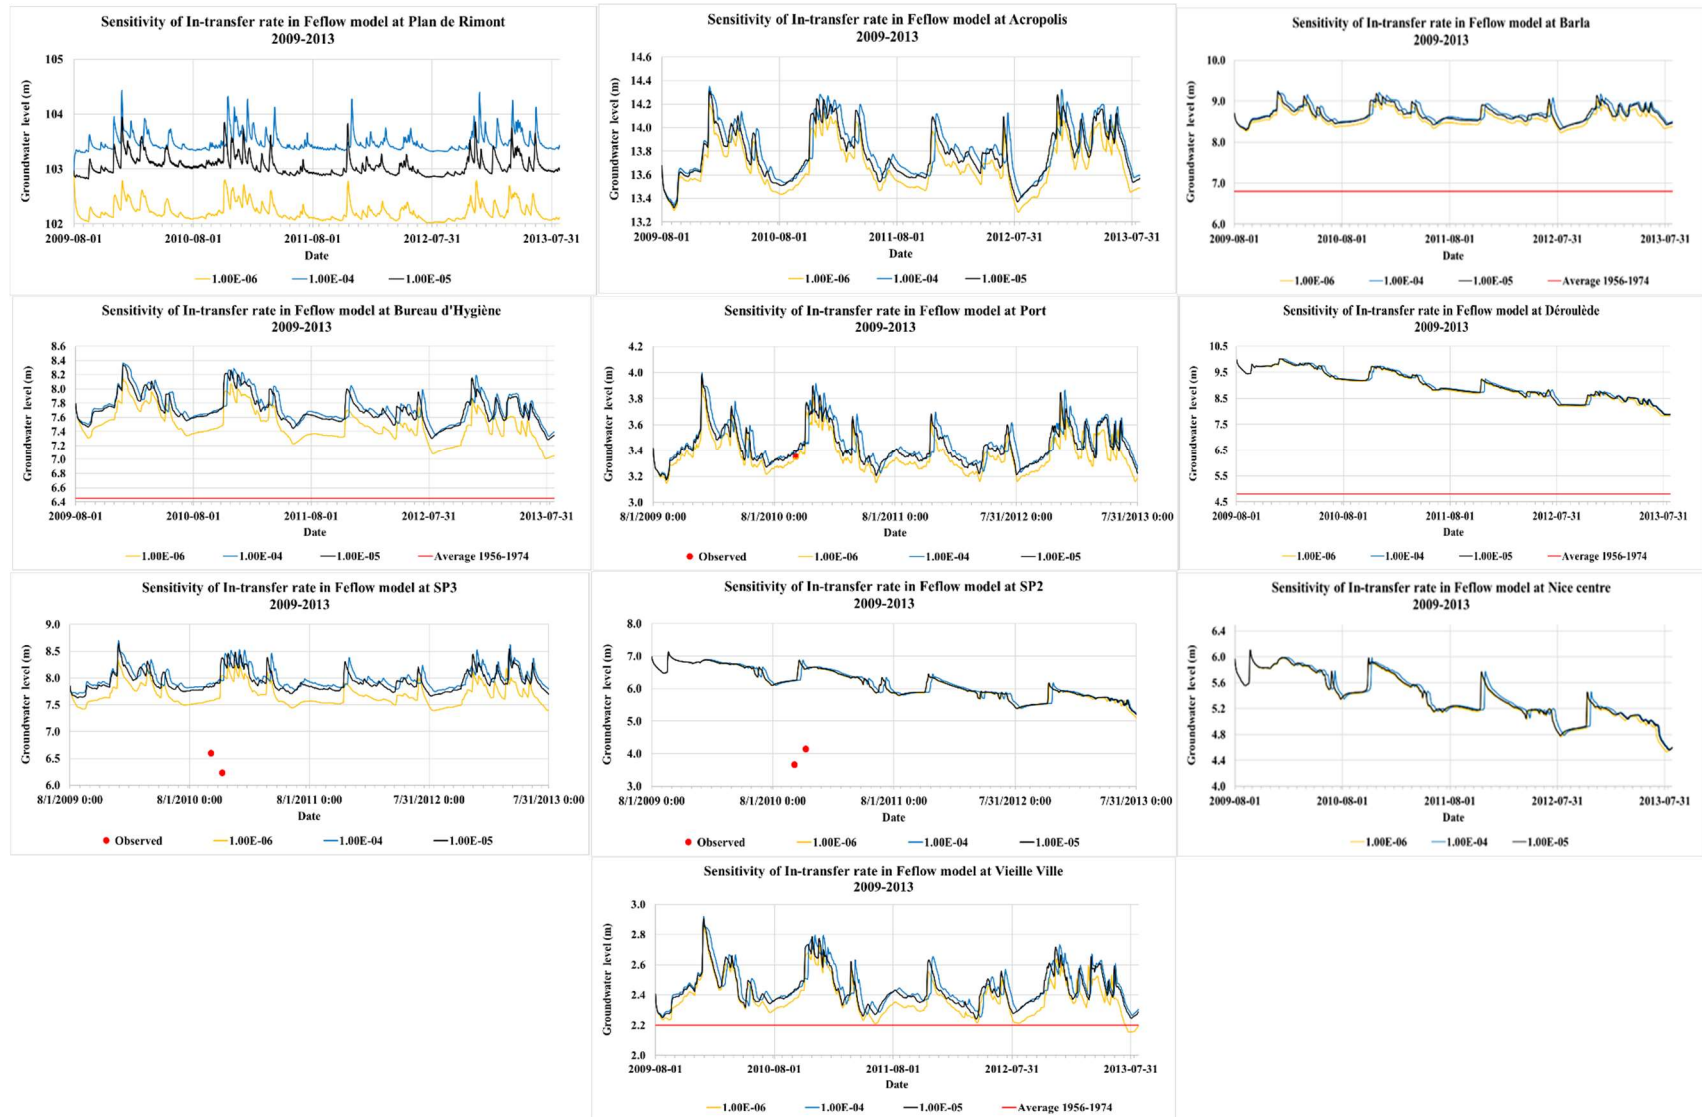 Sensitivity of In-transfer rate in Feflow model at Plan de Rimont
2009-2013
Groundwater level (m)
105
104
103
102
2009-08-01 2010-08-01 2011-08-01 2012-07-31 2013-07-31
Date
1.00E-06 1.00E-04 1.00E-05
Sensitivity of In-transfer rate in Feflow model at Acropolis
2009-2013
Groundwater level (m)
14.6
14.4
14.2
14.0
13.8
13.6
13.4
13.2
2009-08-01 2010-08-01 2011-08-01 2012-07-31 2013-07-31
Date
1.00E-06 1.00E-04 1.00E-05
Sensitivity of In-transfer rate in Feflow model at Barla
2009-2013
Groundwater level (m)
10.0
9.0
8.0
7.0
6.0
2009-08-01 2010-08-01 2011-08-01 2012-07-31 2013-07-31
Date
1.00E-06 1.00E-04 1.00E-05 Average 1956-1974
Sensitivity of In-transfer rate in Feflow model at Bureau d'Hygiène
2009-2013
Groundwater level (m)
8.6
8.4
8.2
8.0
7.8
7.6
7.4
7.2
7.0
6.8
6.6
6.4
2009-08-01 2010-08-01 2011-08-01 2012-07-31 2013-07-31
Date
1.00E-06 1.00E-04 1.00E-05 Average 1956-1974
Sensitivity of In-transfer rate in Feflow model at Port
2009-2013
Groundwater level (m)
4.2
4.0
3.8
3.6
3.4
3.2
3.0
8/1/2009 0:00 8/1/2010 0:00 8/1/2011 0:00 7/31/2012 0:00 7/31/2013 0:00
Date
Observed 1.00E-06 1.00E-04 1.00E-05
Sensitivity of In-transfer rate in Feflow model at Déroulède
2009-2013
Groundwater level (m)
10.5
9.5
8.5
7.5
6.5
5.5
4.5
2009-08-01 2010-08-01 2011-08-01 2012-07-31 2013-07-31
Date
1.00E-06 1.00E-04 1.00E-05 Average 1956-1974
Sensitivity of In-transfer rate in Feflow model at SP3
2009-2013
Groundwater level (m)
9.0
8.5
8.0
7.5
7.0
6.5
6.0
8/1/2009 0:00 8/1/2010 0:00 8/1/2011 0:00 7/31/2012 0:00 7/31/2013 0:00
Date
Observed 1.00E-06 1.00E-04 1.00E-05
Sensitivity of In-transfer rate in Feflow model at SP2
2009-2013
Groundwater level (m)
8.0
7.0
6.0
5.0
4.0
3.0
8/1/2009 0:00 8/1/2010 0:00 8/1/2011 0:00 7/31/2012 0:00 7/31/2013 0:00
Date
Observed 1.00E-06 1.00E-04 1.00E-05
Sensitivity of In-transfer rate in Feflow model at Nice centre
2009-2013
Groundwater level (m)
6.4
6.0
5.6
5.2
4.8
4.4
4.0
2009-08-01 2010-08-01 2011-08-01 2012-07-31 2013-07-31
Date
1.00E-06 1.00E-04 1.00E-05
Sensitivity of In-transfer rate in Feflow model at Vieille Ville
2009-2013
Groundwater level (m)
3.0
2.8
2.6
2.4
2.2
2.0
2009-08-01 2010-08-01 2011-08-01 2012-07-31 2013-07-31
Date
1.00E-06 1.00E-04 1.00E-05 Average 1956-1974